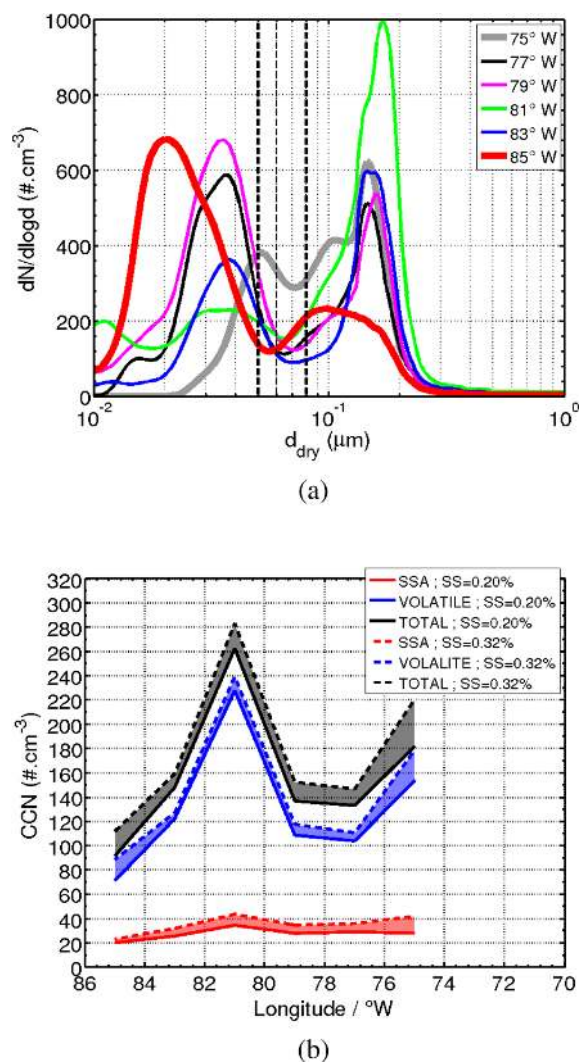 1000
800
600
400
200
0
dN/dlogd (#.cm-3)
75° W
77° W
79° W
81° W
83° W
85° W
10-2
10-1
100
ddry (μm)
(a)
320
300
280
260
240
220
200
180
160
140
120
100
80
60
40
20
0
CCN (#.cm-3)
SSA ; SS=0.20%
VOLATILE ; SS=0.20%
TOTAL ; SS=0.20%
SSA ; SS=0.32%
VOLALITE ; SS=0.32%
TOTAL ; SS=0.32%
86 84 82 80 78 76 74 72 70
Longitude / °W
(b)